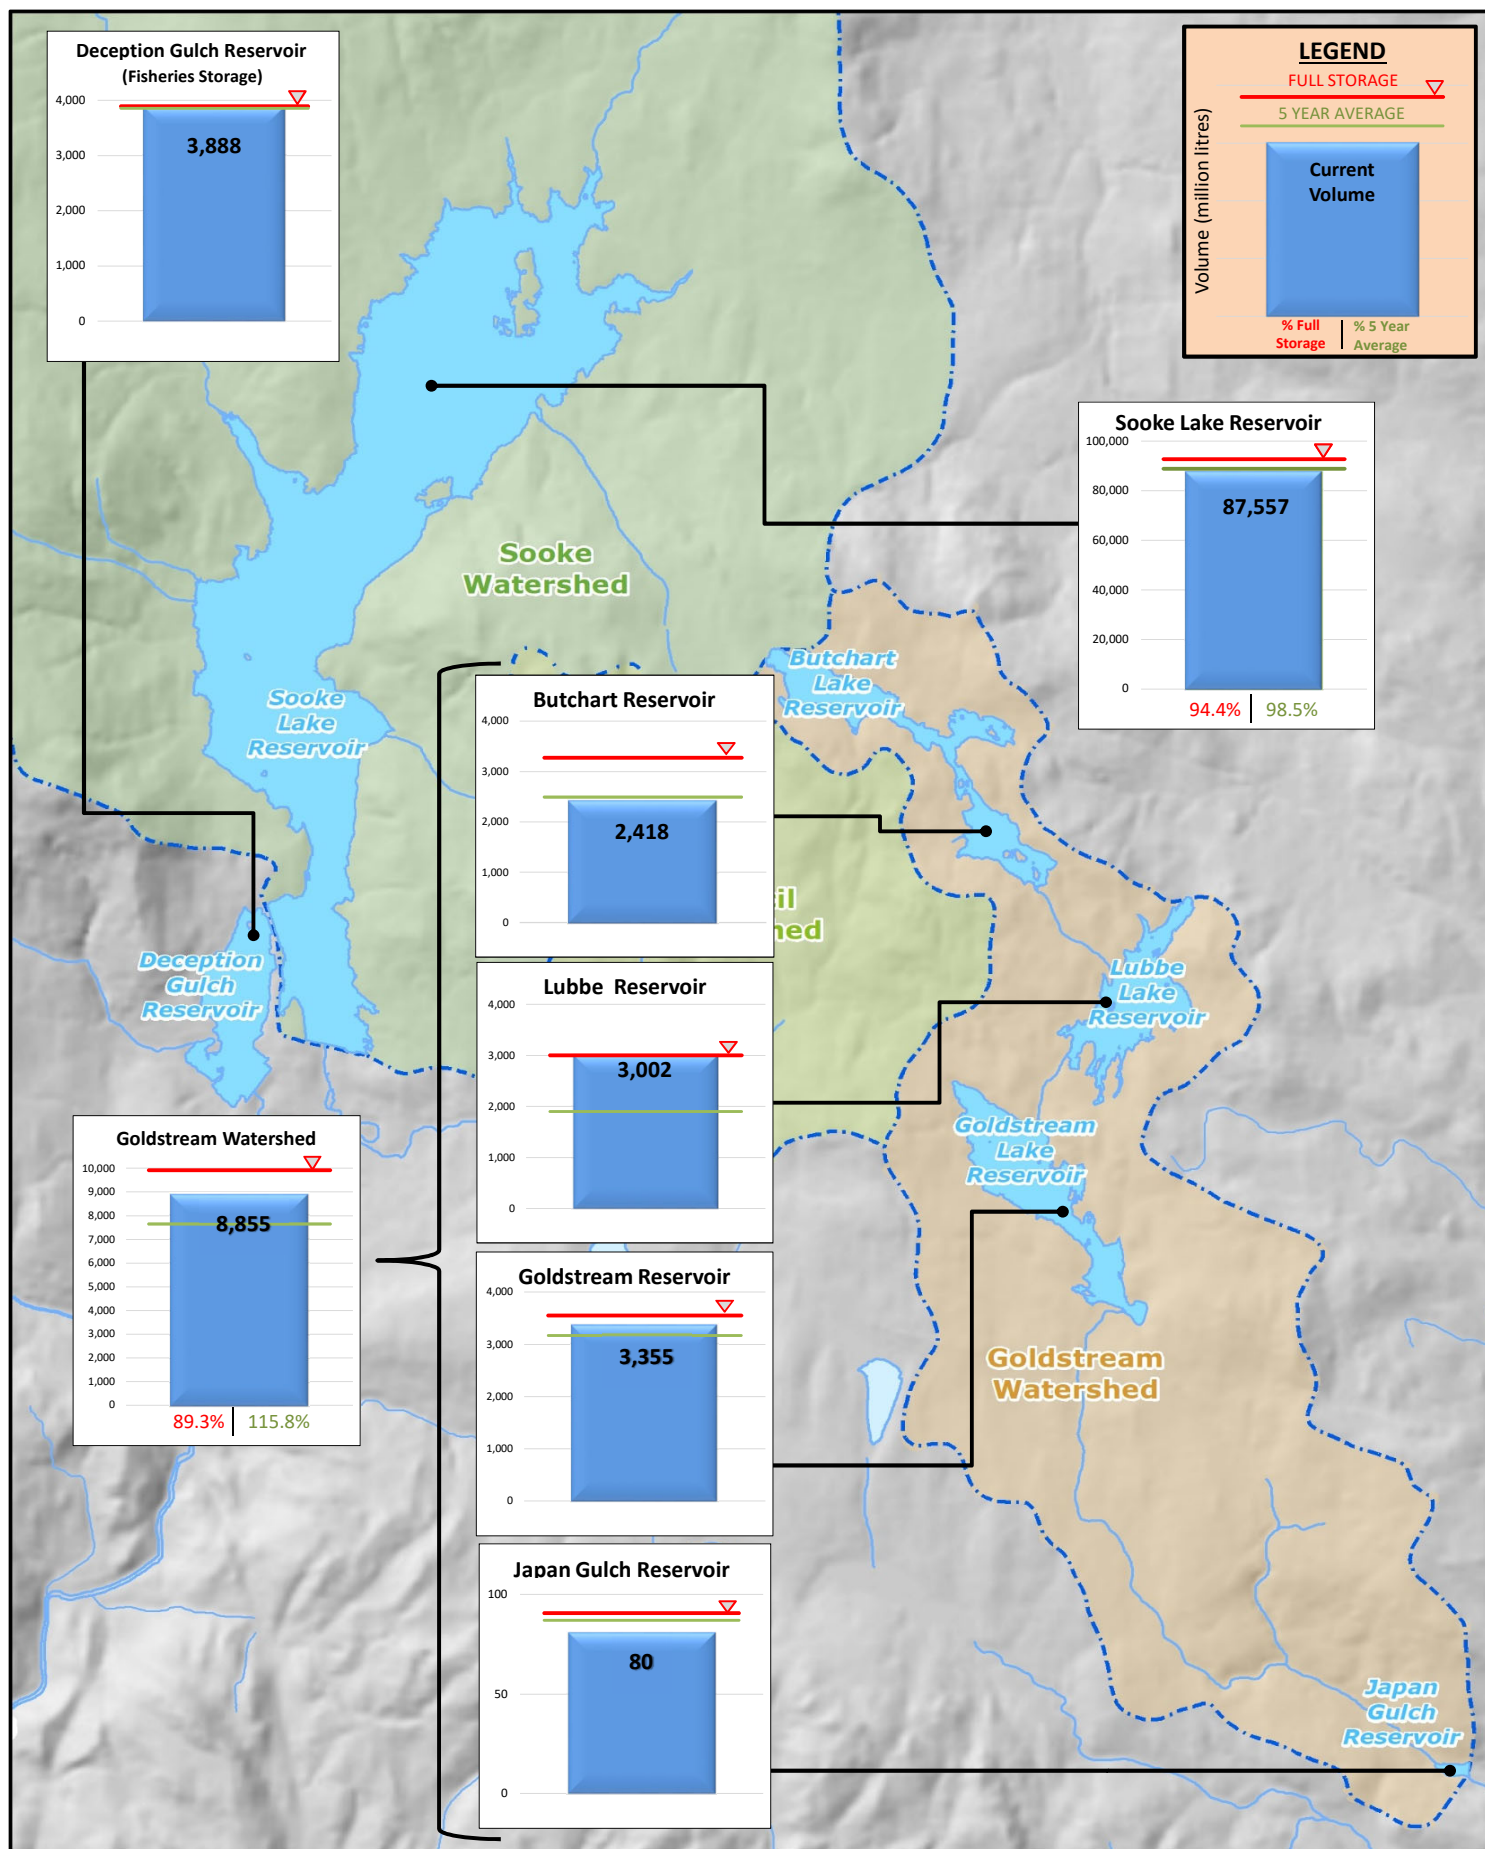 Deception Gulch Reservoir
(Fisheries Storage)
4,000
3,000
2,000
1,000
0
3,888
LEGEND
FULL STORAGE
5 YEAR AVERAGE
Volume (million litres)
Current
Volume
% Full
Storage
% 5 Year
Average
Sooke Lake Reservoir
100,000
80,000
60,000
40,000
20,000
0
87,557
94.4% 98.5%
Sooke
Watershed
Sooke
Lake
Reservoir
Butchart
Lake
Reservoir
Butchart Reservoir
4,000
3,000
2,000
1,000
0
2,418
Deception
Gulch
Reservoir
Lubbe
Lake
Reservoir
Lubbe Reservoir
4,000
3,000
2,000
1,000
0
3,002
Goldstream Watershed
10,000
9,000
8,000
7,000
6,000
5,000
4,000
3,000
2,000
1,000
0
8,855
89.3% 115.8%
Goldstream
Lake
Reservoir
Goldstream Reservoir
4,000
3,000
2,000
1,000
0
3,355
Goldstream
Watershed
Japan Gulch Reservoir
100
50
0
80
Japan
Gulch
Reservoir